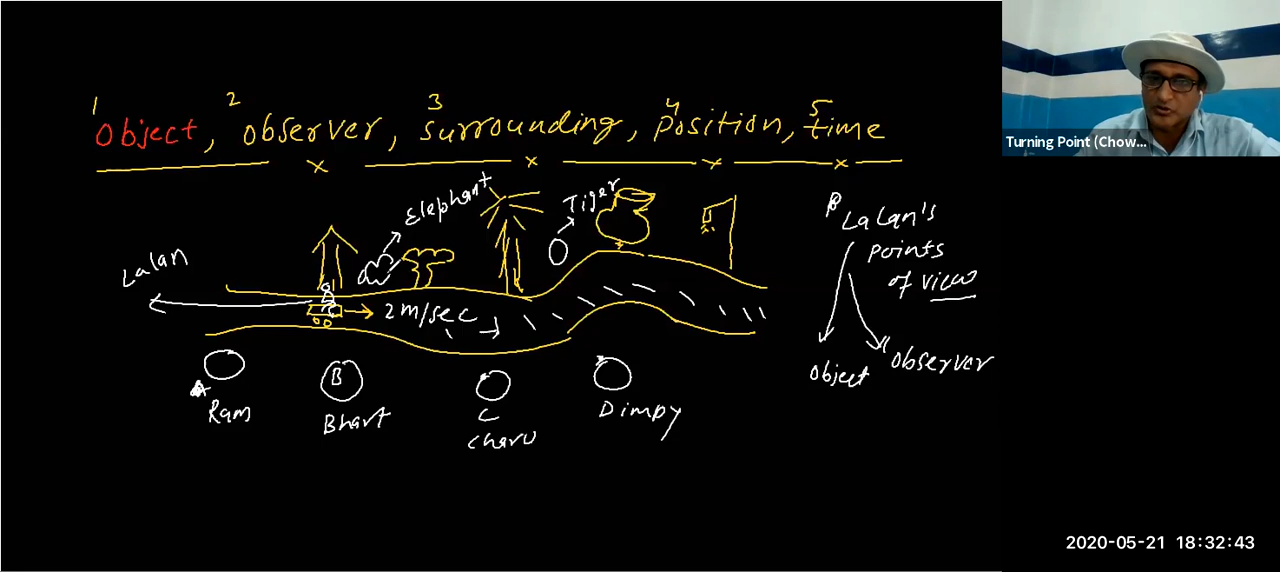 1 2 3 4 5
Object, observer, surrounding, position, time
Elephant
Tiger
Lalan
2 m/sec
Lalan's
points
of view
Object
Observer
A
Ram
B
Bhart
C
Charu
Dimpy
Turning Point (Chow...
2020-05-21 18:32:43